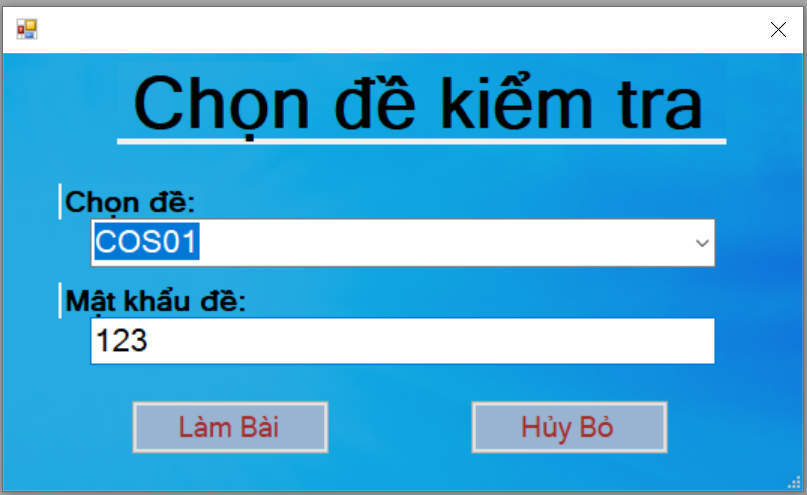 Chọn đề kiểm tra
Chọn đề:
COS01
Mật khẩu đề:
123
Làm Bài
Hủy Bỏ